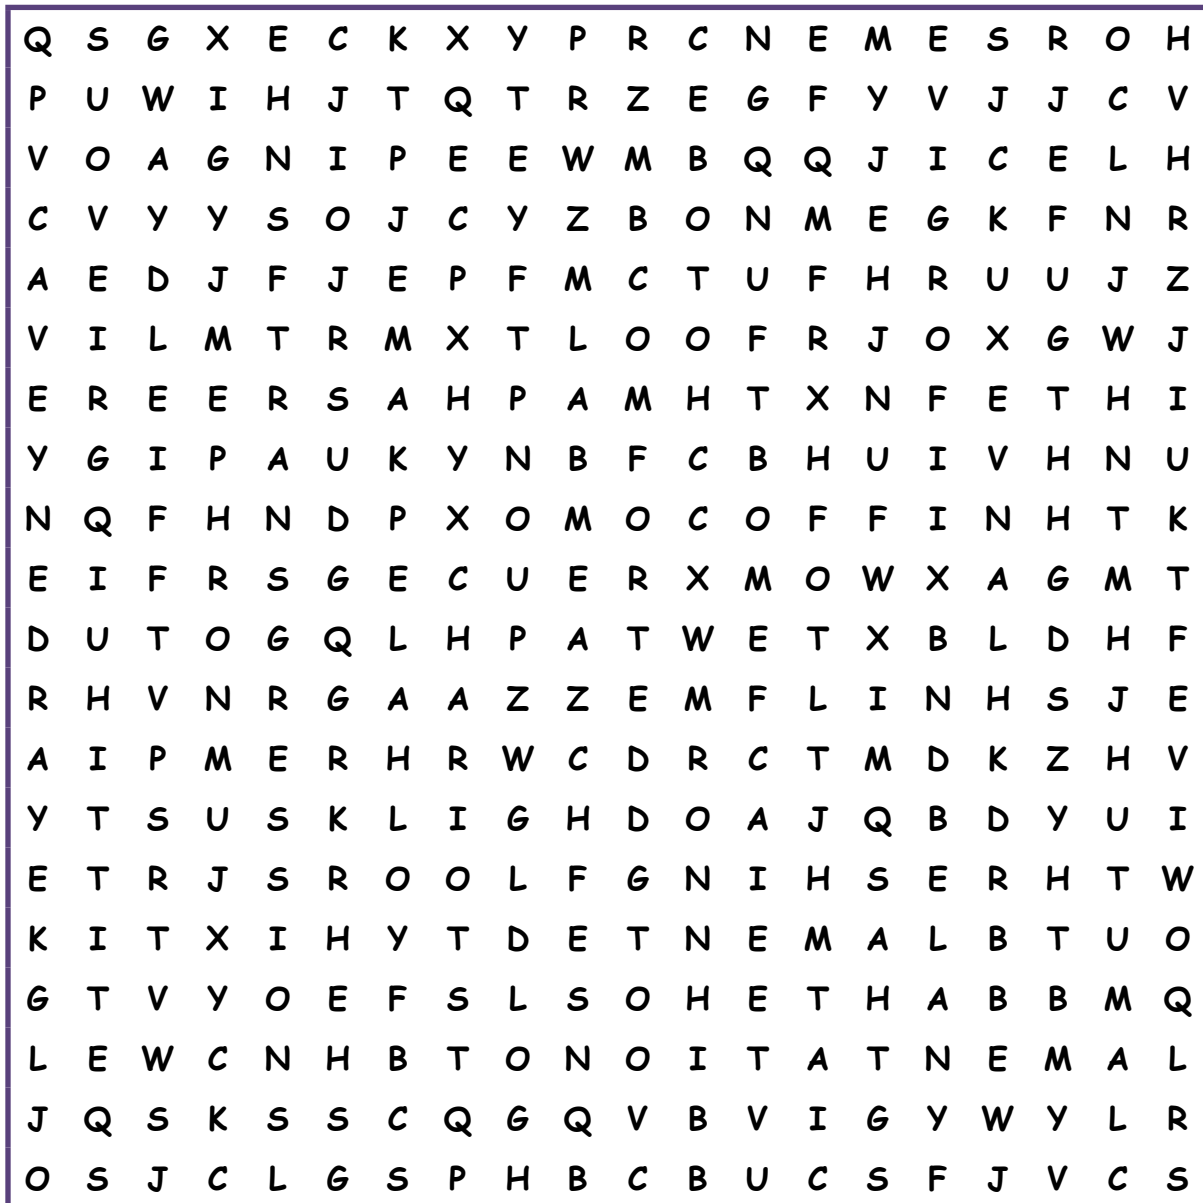 Q S G X E C K X Y P R C N E M E S R O H
P U W I H J T Q T R Z E G F Y V J J C V
V O A G N I P E E W M B Q Q J I C E L H
C V Y Y S O J C Y Z B O N M E G K F N R
A E D J F J E P F M C T U F H R U U J Z
V I L M T R M X T L O O F R J O X G W J
E R E E R S A H P A M H T X N F E T H I
Y G I P A U K Y N B F C B H U I V H N U
N Q F H N D P X O M O C O F F I N H T K
E I F R S G E C U E R X M O W X A G M T
D U T O G Q L H P A T W E T X B L D H F
R H V N R G A A Z Z E M F L I N H S J E
A I P M E R H R W C D R C T M D K Z H V
Y T S U S K L I G H D O A J Q B D Y U I
E T R J S R O O L F G N I H S E R H T W
K I T X I H Y T D E T N E M A L B T U O
G T V Y O E F S L S O H E T H A B B M Q
L E W C N H B T O N O I T A T N E M A L
J Q S K S S C Q G Q V B V I G Y W Y L R
O S J C L G S P H B C B U C S F J V C S